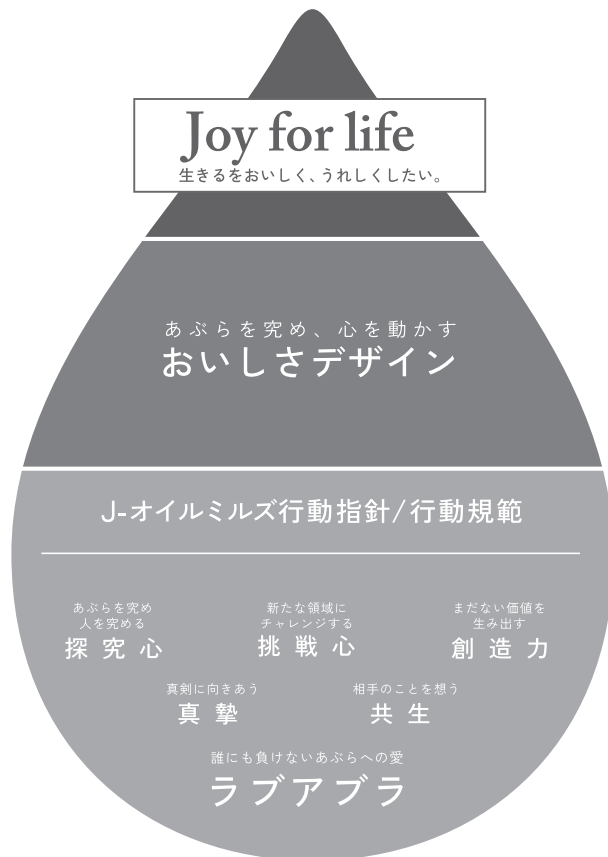 Joy for life
生きるをおいしく、うれしくしたい。
あぶらを究め、心を動かす
おいしさデザイン
J-オイルミルズ行動指針/行動規範
あぶらを究め
人を究める
探究心
新たな領域に
チャレンジする
挑戦心
まだない価値を
生み出す
創造力
真剣に向きあう
真摯
相手のことを想う
共生
誰にも負けないあぶらへの愛
ラブアブラ